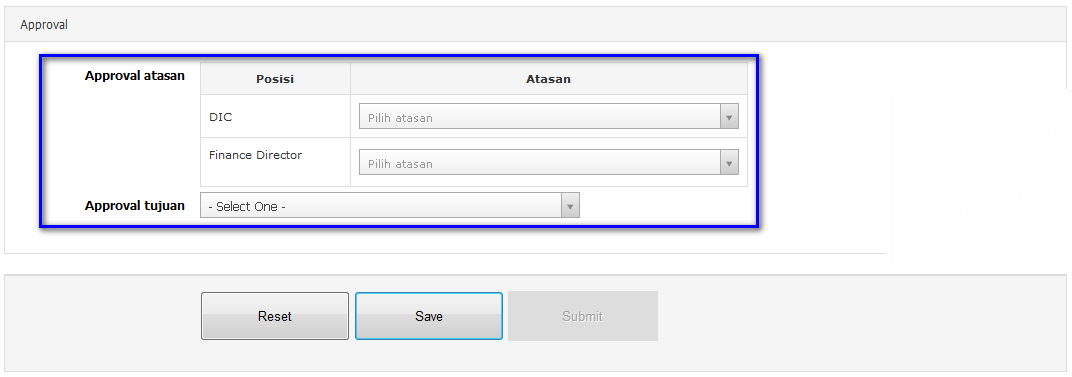 Approval
Approval atasan Posisi Atasan
DIC Pilih atasan
Finance Director Pilih atasan
Approval tujuan - Select One -
Reset Save Submit